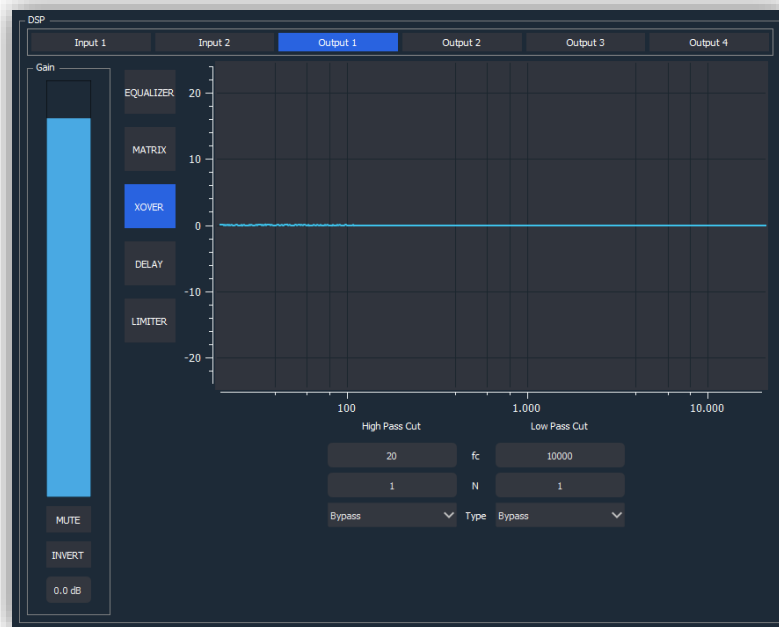 DSP
Input 1 Input 2 Output 1 Output 2 Output 3 Output 4
Gain
EQUALIZER
MATRIX
XOVER
DELAY
LIMITER
20
10
0
-10
-20
100 1.000 10.000
High Pass Cut Low Pass Cut
20 fc 10000
1 N 1
Bypass Type Bypass
MUTE
INVERT
0.0 dB